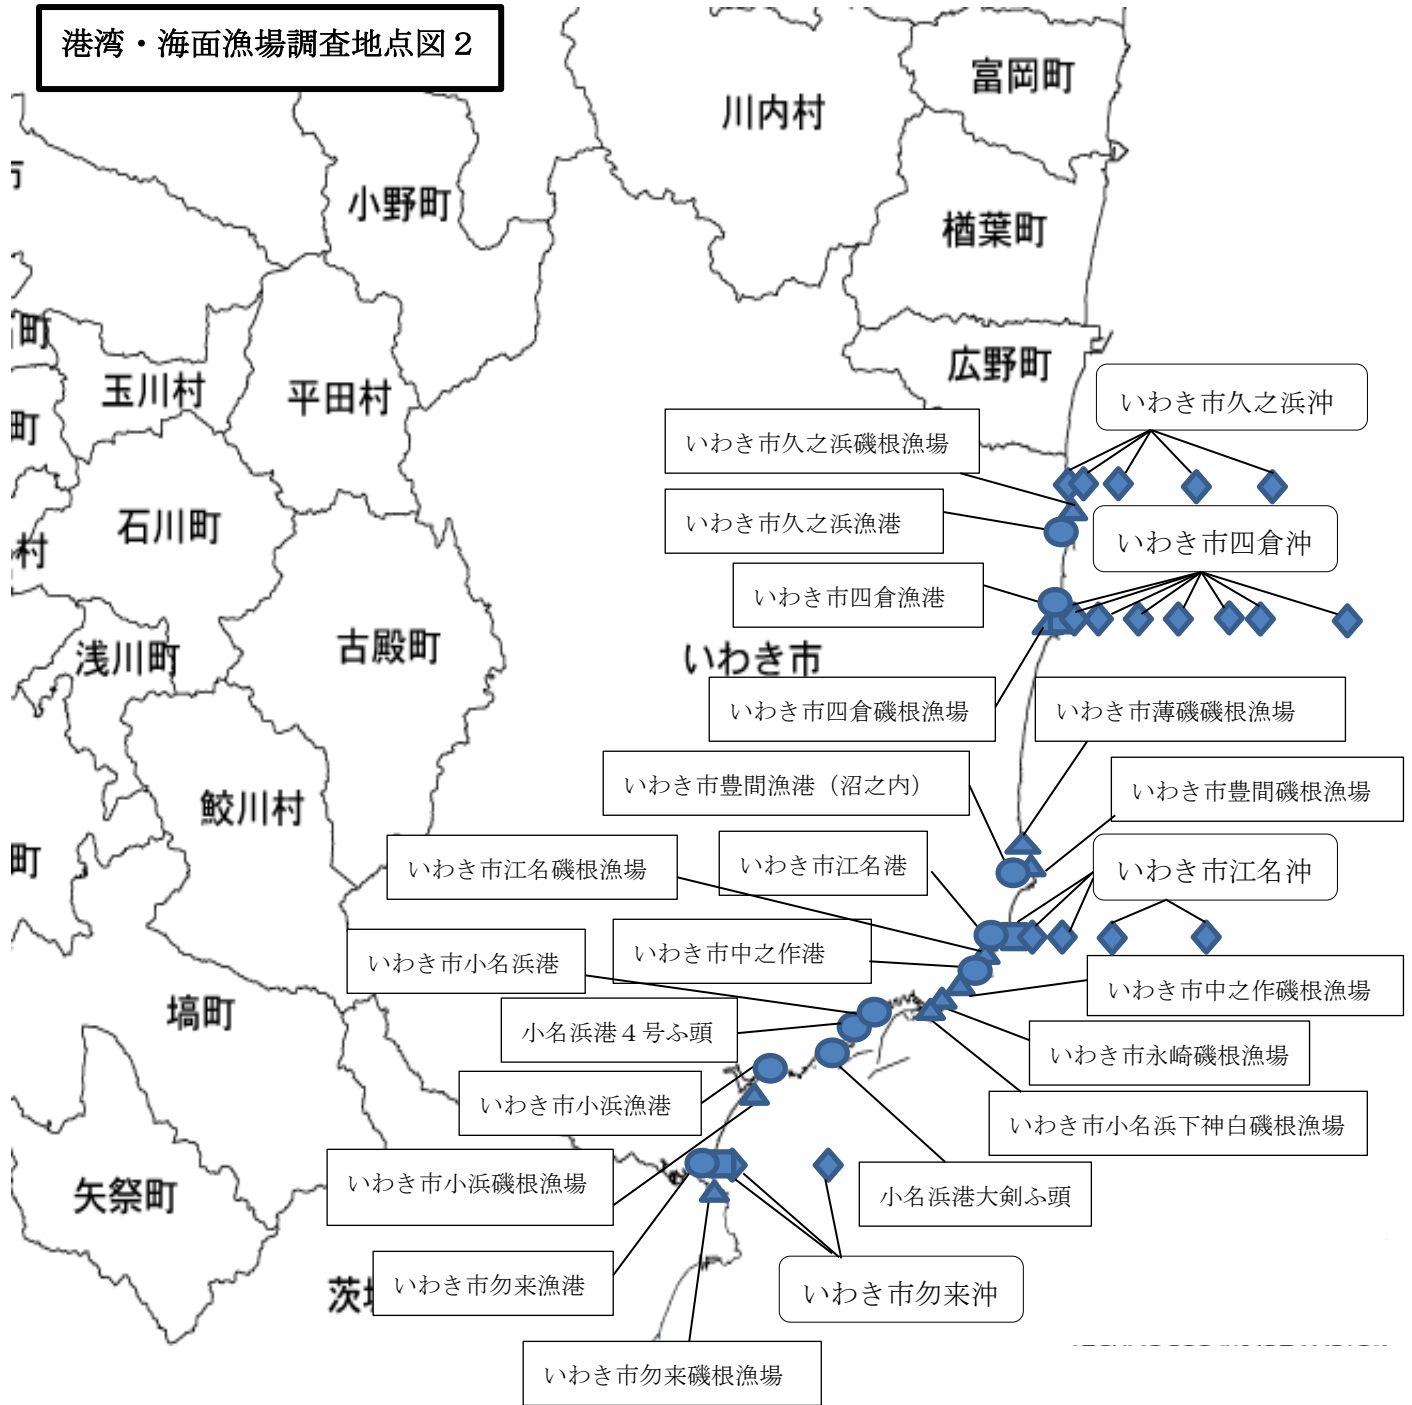 港湾・海面漁場調査地点図２
富岡町
川内村
小野町
楢葉町
町
広野町
玉川村
平田村
いわき市久之浜沖
町
いわき市久之浜磯根漁場
石川町
いわき市久之浜漁港
いわき市四倉沖
村
いわき市四倉漁港
古殿町
浅川町
いわき市
いわき市四倉磯根漁場
いわき市薄磯磯根漁場
いわき市豊間漁港（沼之内）
いわき市豊間磯根漁場
鮫川村
町
いわき市江名磯根漁場
いわき市江名港
いわき市江名沖
いわき市中之作港
いわき市小名浜港
いわき市中之作磯根漁場
塙町
小名浜港４号ふ頭
いわき市永崎磯根漁場
いわき市小浜漁港
いわき市小名浜下神白磯根漁場
いわき市小浜磯根漁場
矢祭町
小名浜港大剣ふ頭
いわき市勿来漁港
茨
いわき市勿来沖
いわき市勿来磯根漁場